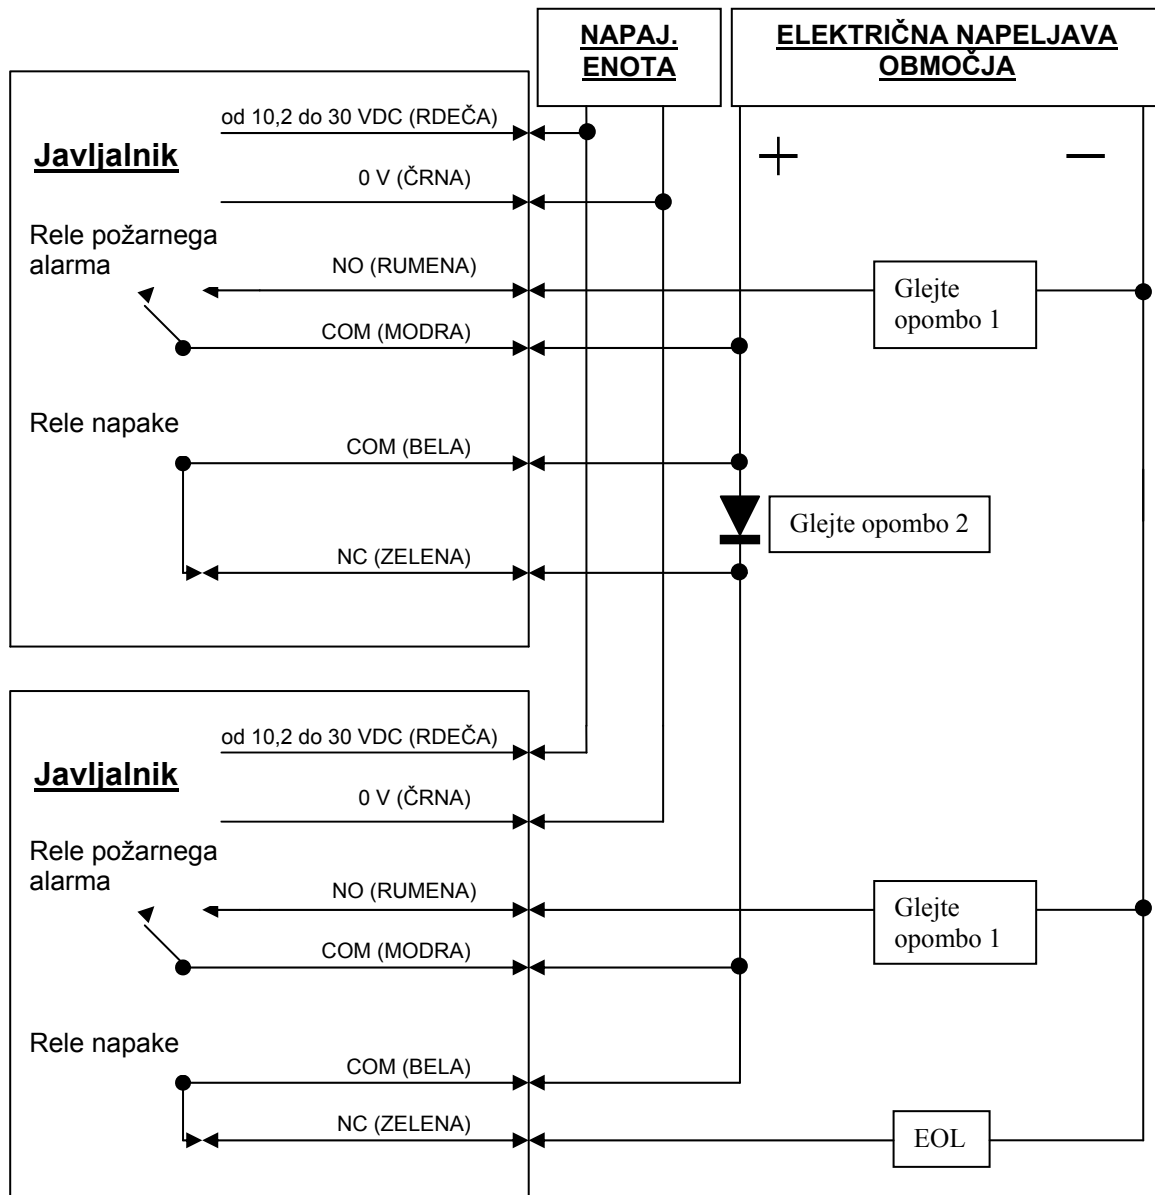 NAPAJ.
ENOTA
ELEKTRIČNA NAPELJAVA
OBMOČJA
+
−
Javljalnik
od 10,2 do 30 VDC (RDEČA)
0 V (ČRNA)
Rele požarnega
alarma
NO (RUMENA)
COM (MODRA)
Glejte
opombo 1
Rele napake
COM (BELA)
NC (ZELENA)
Glejte opombo 2
Javljalnik
od 10,2 do 30 VDC (RDEČA)
0 V (ČRNA)
Rele požarnega
alarma
NO (RUMENA)
COM (MODRA)
Glejte
opombo 1
Rele napake
COM (BELA)
NC (ZELENA)
EOL